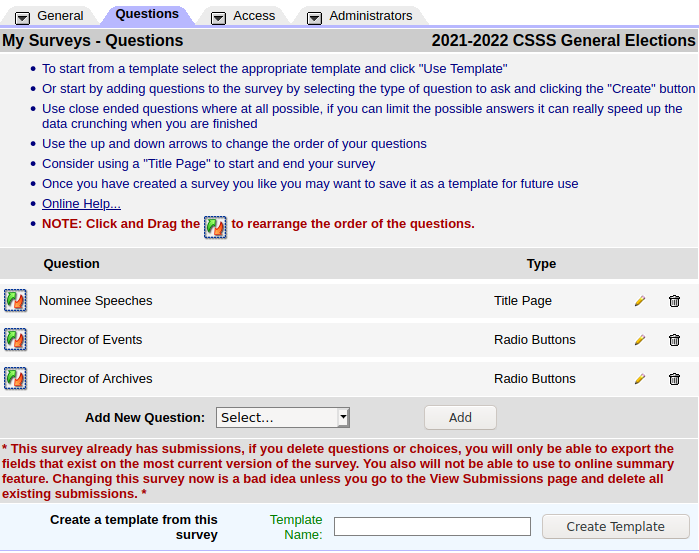 General Questions Access Administrators
My Surveys - Questions 2021-2022 CSSS General Elections
To start from a template select the appropriate template and click "Use Template"
Or start by adding questions to the survey by selecting the type of question to ask and clicking the "Create" button
Use close ended questions where at all possible, if you can limit the possible answers it can really speed up the
data crunching when you are finished
Use the up and down arrows to change the order of your questions
Consider using a "Title Page" to start and end your survey
Once you have created a survey you like you may want to save it as a template for future use
Online Help...
NOTE: Click and Drag the to rearrange the order of the questions.
Question Type
Nominee Speeches Title Page
Director of Events Radio Buttons
Director of Archives Radio Buttons
Add New Question: Select... Add
* This survey already has submissions, if you delete questions or choices, you will only be able to export the
fields that exist on the most current version of the survey. You also will not be able to use to online summary
feature. Changing this survey now is a bad idea unless you go to the View Submissions page and delete all
existing submissions. *
Create a template from this survey Template Name: Create Template